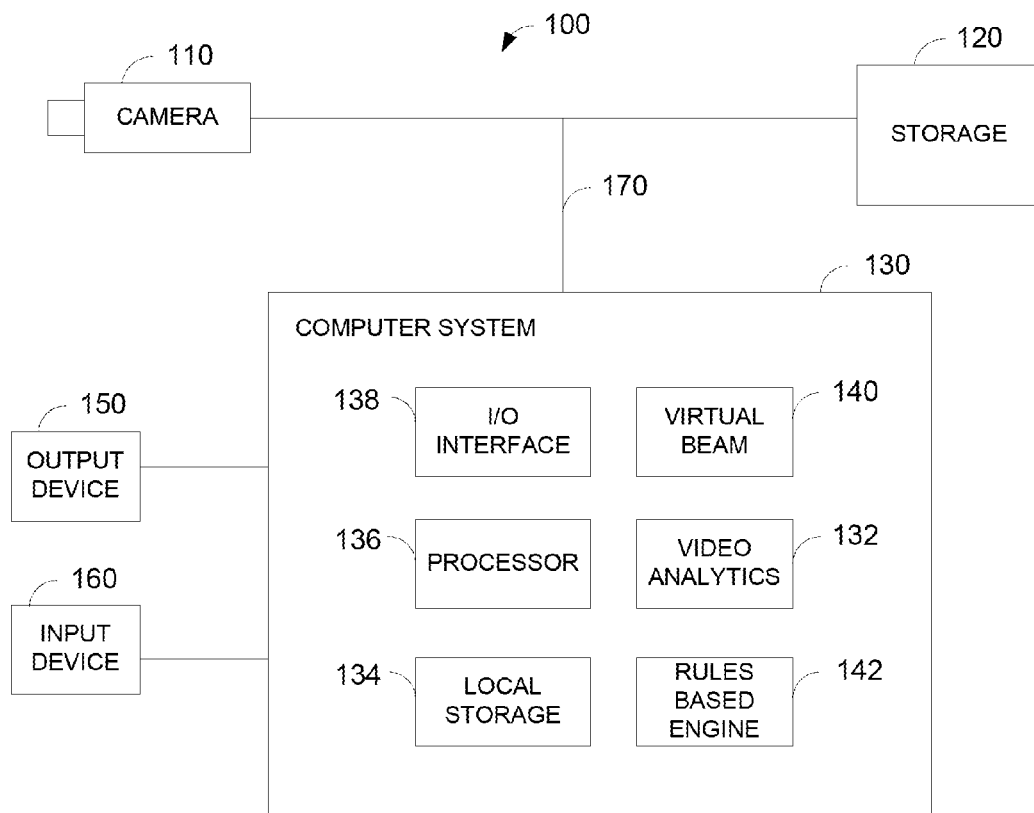 100
110
CAMERA
120
STORAGE
170
130
COMPUTER SYSTEM
138
I/O
INTERFACE
140
VIRTUAL
BEAM
150
OUTPUT
DEVICE
136
PROCESSOR
132
VIDEO
ANALYTICS
160
INPUT
DEVICE
134
LOCAL
STORAGE
142
RULES
BASED
ENGINE